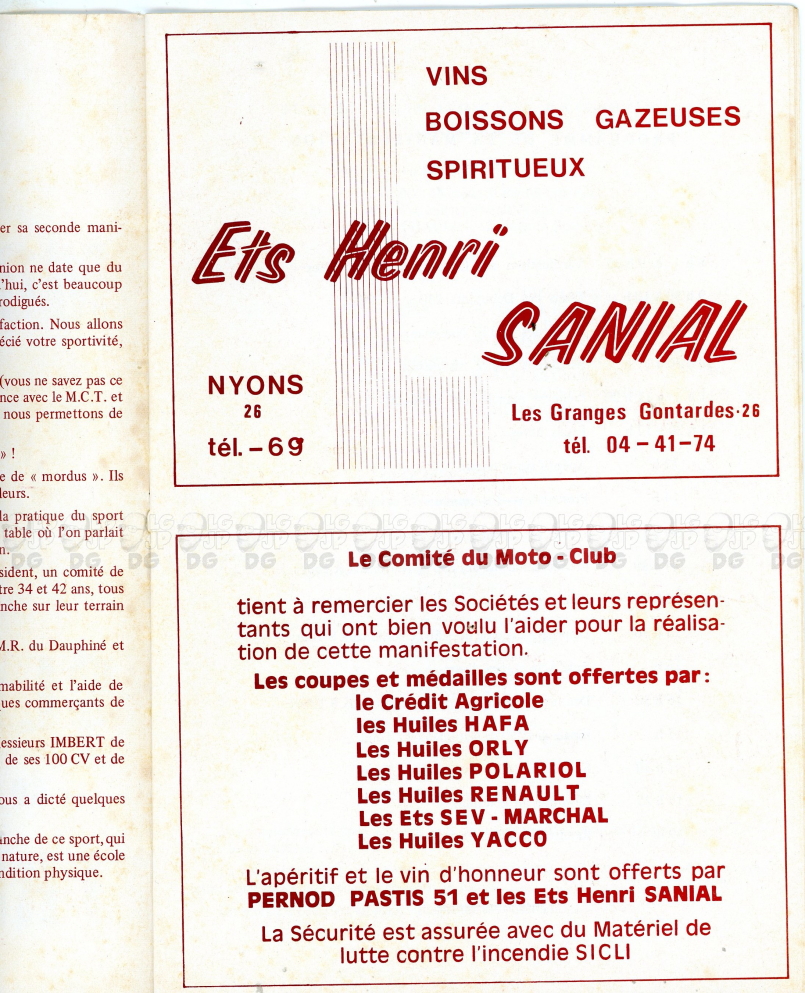 er sa seconde mani-
nion ne date que du
'hui, c'est beaucoup
rodigués.
faction. Nous allons
écié votre sportivité,
(vous ne savez pas ce
nce avec le M.C.T. et
nous permettons de
» !
e de « mordus ». Ils
leurs.
la pratique du sport
table où l'on parlait
n.
sident, un comité de
tre 34 et 42 ans, tous
nche sur leur terrain
M.R. du Dauphiné et
mabilité et l'aide de
ques commerçants de
essieurs IMBERT de
de ses 100 CV et de
ous a dicté quelques
nche de ce sport, qui
nature, est une école
ndition physique.
VINS
BOISSONS GAZEUSES
SPIRITUEUX
Ets Henri
SANIAL
NYONS
26
tél. - 69
Les Granges Gontardes-26
tél. 04-41-74
Le Comité du Moto - Club
tient à remercier les Sociétés et leurs représen-
tants qui ont bien voulu l'aider pour la réalisa-
tion de cette manifestation.
Les coupes et médailles sont offertes par :
le Crédit Agricole
les Huiles HAFA
Les Huiles ORLY
Les Huiles POLARIOL
Les Huiles RENAULT
Les Ets SEV - MARCHAL
Les Huiles YACCO
L'apéritif et le vin d'honneur sont offerts par
PERNOD PASTIS 51 et les Ets Henri SANIAL
La Sécurité est assurée avec du Matériel de
lutte contre l'incendie SICLI